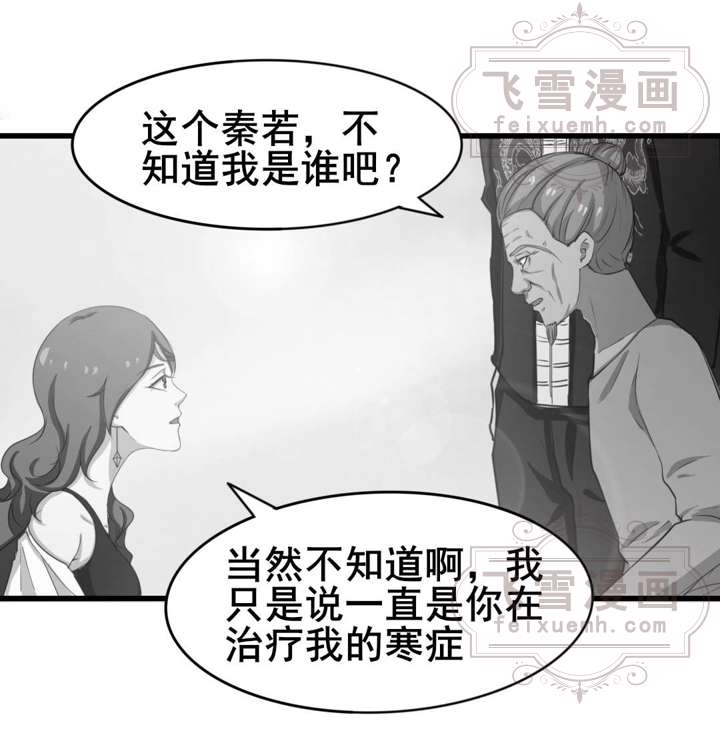 飞雪漫画
feixuemh.com
这个秦若，不
知道我是谁吧？
当然不知道啊，我
只是说一直是你在
治疗我的寒症
飞雪漫画
feixuemh.com